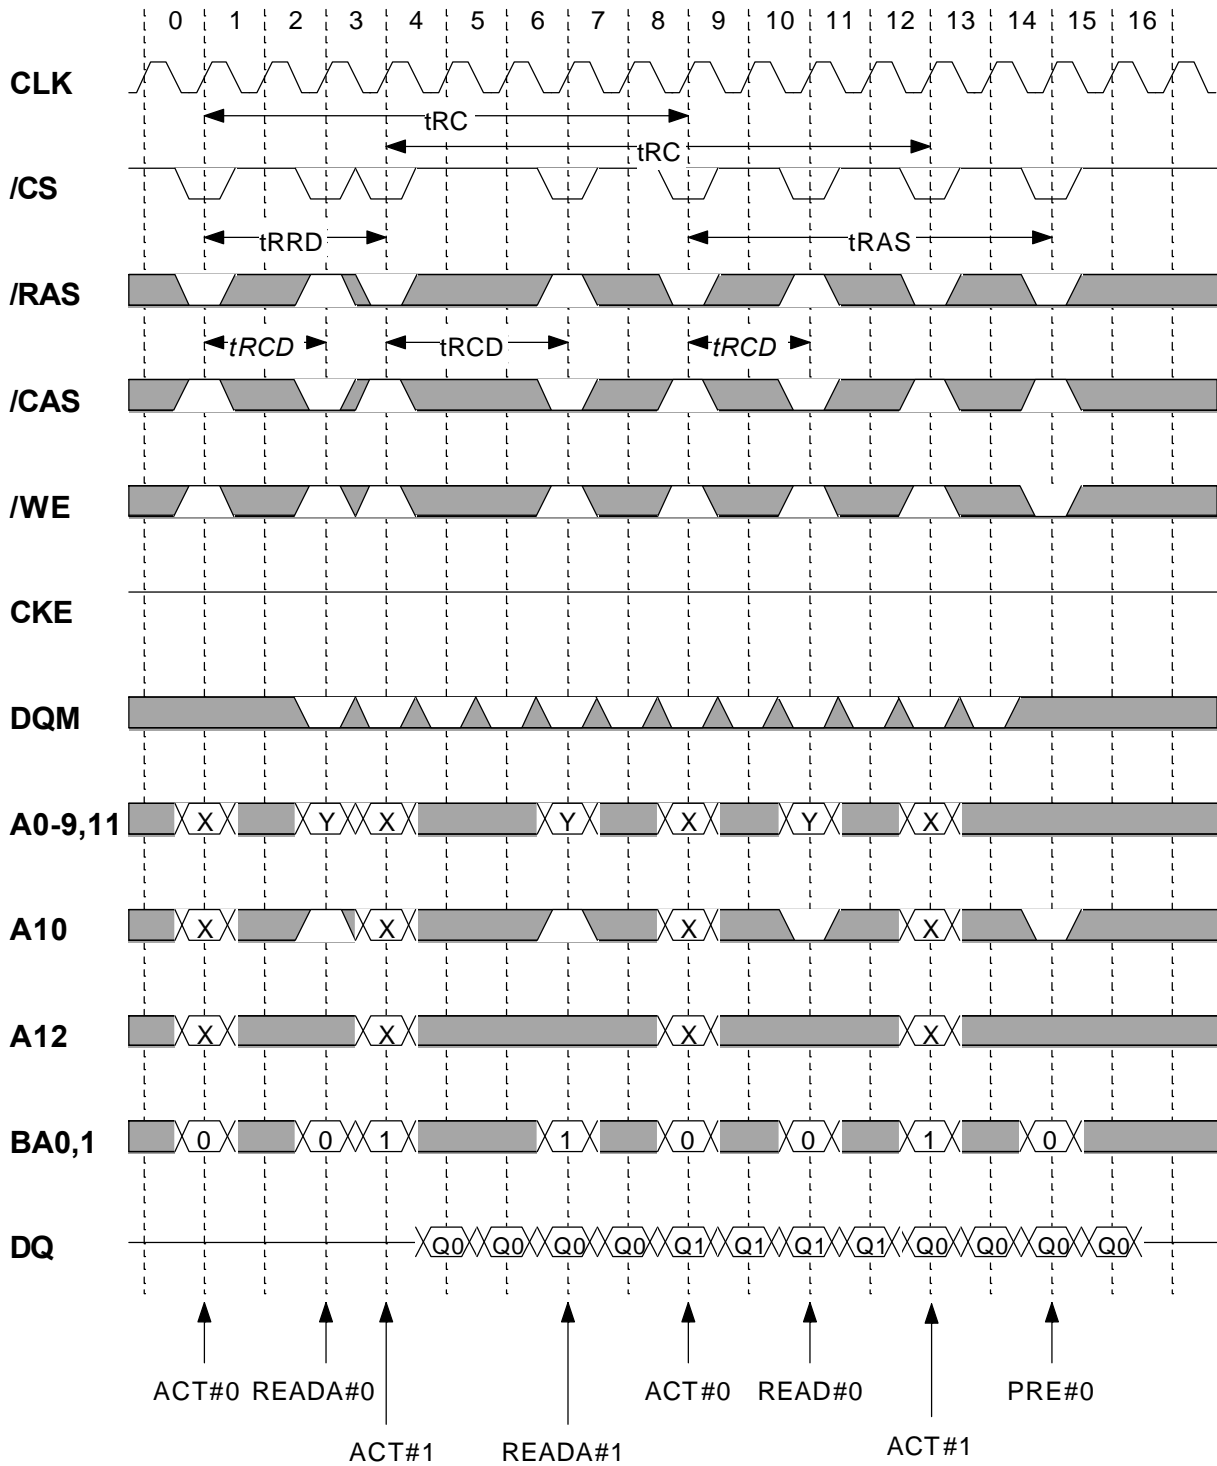 0 1 2 3 4 5 6 7 8 9 10 11 12 13 14 15 16
CLK
tRC
tRC
/CS
tRRD tRAS
/RAS
tRCD tRCD tRCD
/CAS
/WE
CKE
DQM
A0-9,11 X Y X Y X Y X
A10 X X X X
A12 X X X X
BA0,1 0 0 1 1 0 0 1 0
DQ Q0 Q0 Q0 Q0 Q1 Q1 Q1 Q1 Q0 Q0 Q0 Q0
ACT#0 READA#0 ACT#0 READ#0 PRE#0
ACT#1 READA#1 ACT#1